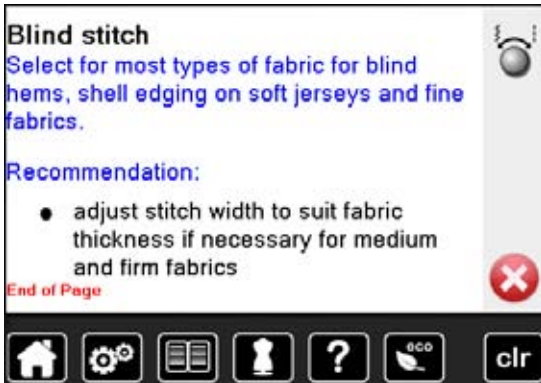 Blind stitch
Select for most types of fabric for blind
hems, shell edging on soft jerseys and fine
fabrics.
Recommendation:
● adjust stitch width to suit fabric
thickness if necessary for medium
and firm fabrics
End of Page
?
eco
clr